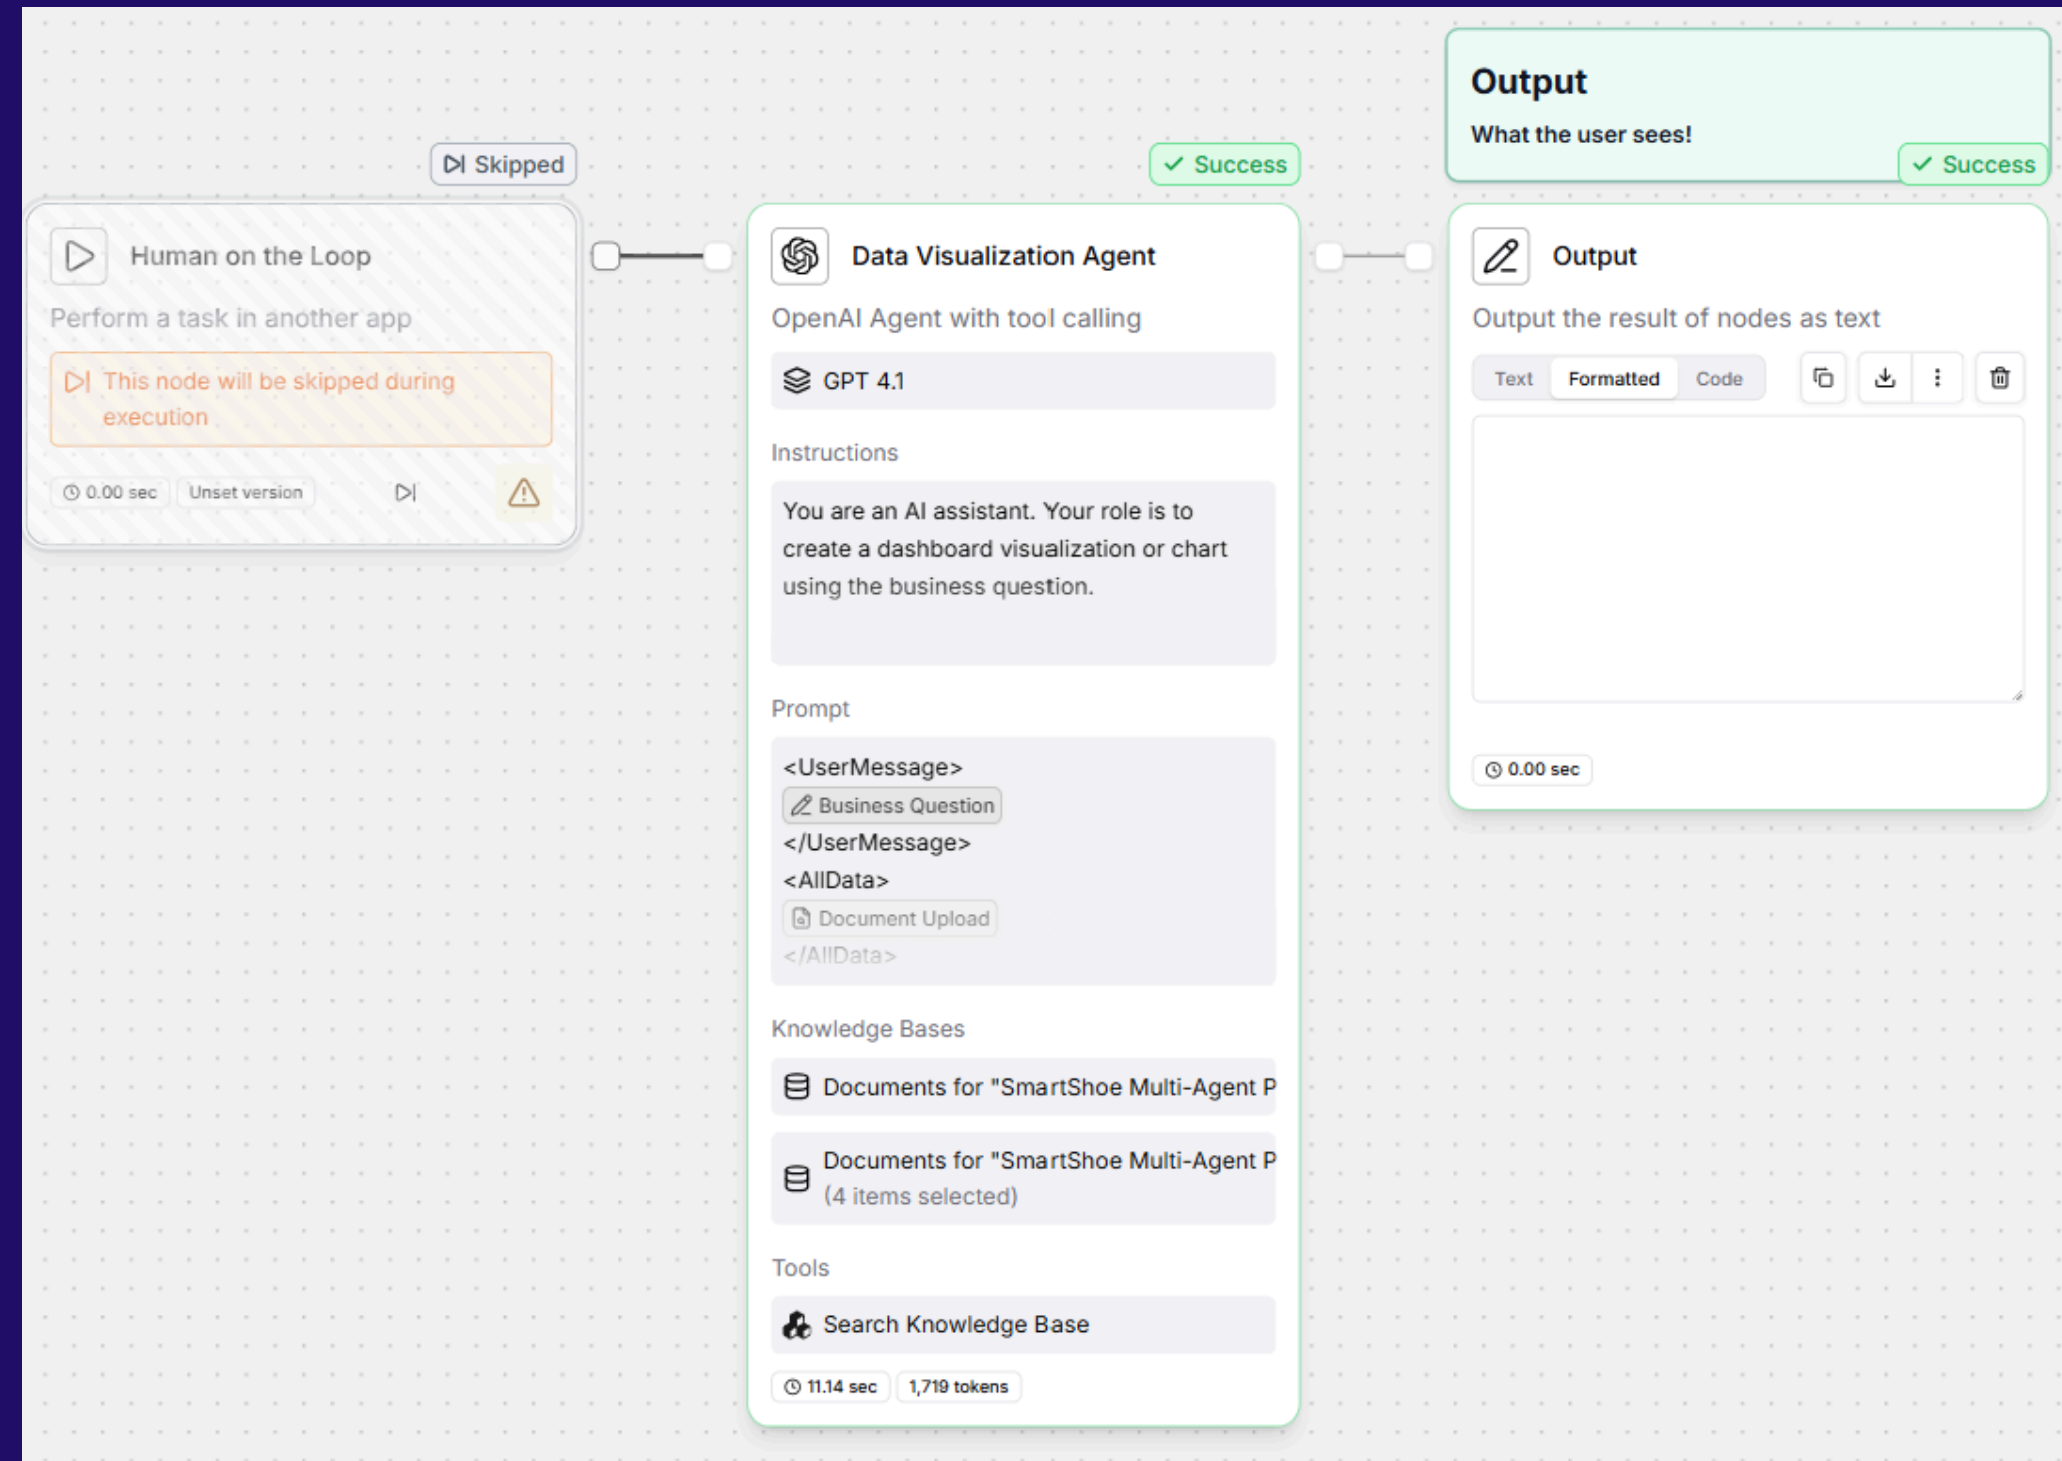 Skipped
Human on the Loop
Perform a task in another app
This node will be skipped during
execution
0.00 sec
Unset version
Success
Data Visualization Agent
OpenAI Agent with tool calling
GPT 4.1
Instructions
You are an AI assistant. Your role is to
create a dashboard visualization or chart
using the business question.
Prompt
<UserMessage>
Business Question
</UserMessage>
<AllData>
Document Upload
</AllData>
Knowledge Bases
Documents for "SmartShoe Multi-Agent P
Documents for "SmartShoe Multi-Agent P
(4 items selected)
Tools
Search Knowledge Base
11.14 sec
1,719 tokens
Output
What the user sees!
Success
Output
Output the result of nodes as text
Text Formatted Code
0.00 sec